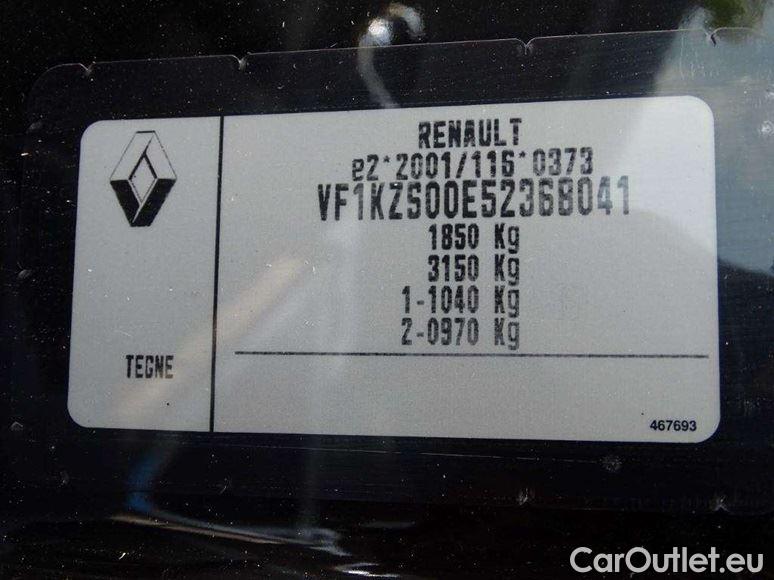 RENAULT
e2*2001/116*0373
VF1KZS00E52368041
1850 Kg
3150 Kg
1-1040 Kg
2-0970 Kg
TEGNE
467693
CarOutlet.eu